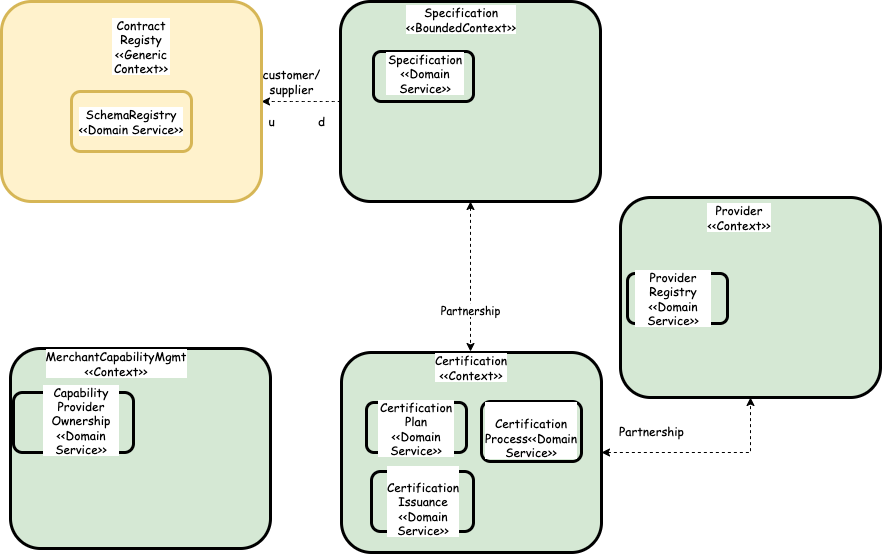 Contract
Registy
<<Generic
Context>>
SchemaRegistry
<<Domain Service>>
customer/
supplier
u
d
Specification
<<BoundedContext>>
Specification
<<Domain
Service>>
Provider
<<Context>>
Provider
Registry
<<Domain
Service>>
Partnership
MerchantCapabilityMgmt
<<Context>>
Capability
Provider
Ownership
<<Domain
Service>>
Certification
<<Context>>
Certification
Plan
<<Domain
Service>>
Certification
Process<<Domain
Service>>
Certification
Issuance
<<Domain
Service>>
Partnership